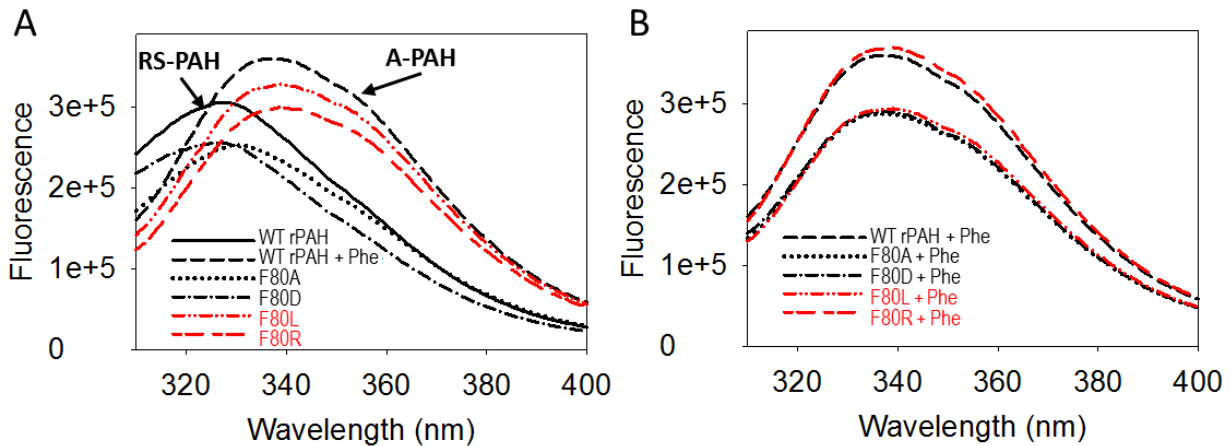 A
RS-PAH
A-PAH
Fluorescence
3e+5
2e+5
1e+5
0
WT rPAH
WT rPAH + Phe
F80A
F80D
F80L
F80R
320
340
360
380
400
Wavelength (nm)
B
Fluorescence
3e+5
2e+5
1e+5
0
WT rPAH + Phe
F80A + Phe
F80D + Phe
F80L + Phe
F80R + Phe
320
340
360
380
400
Wavelength (nm)